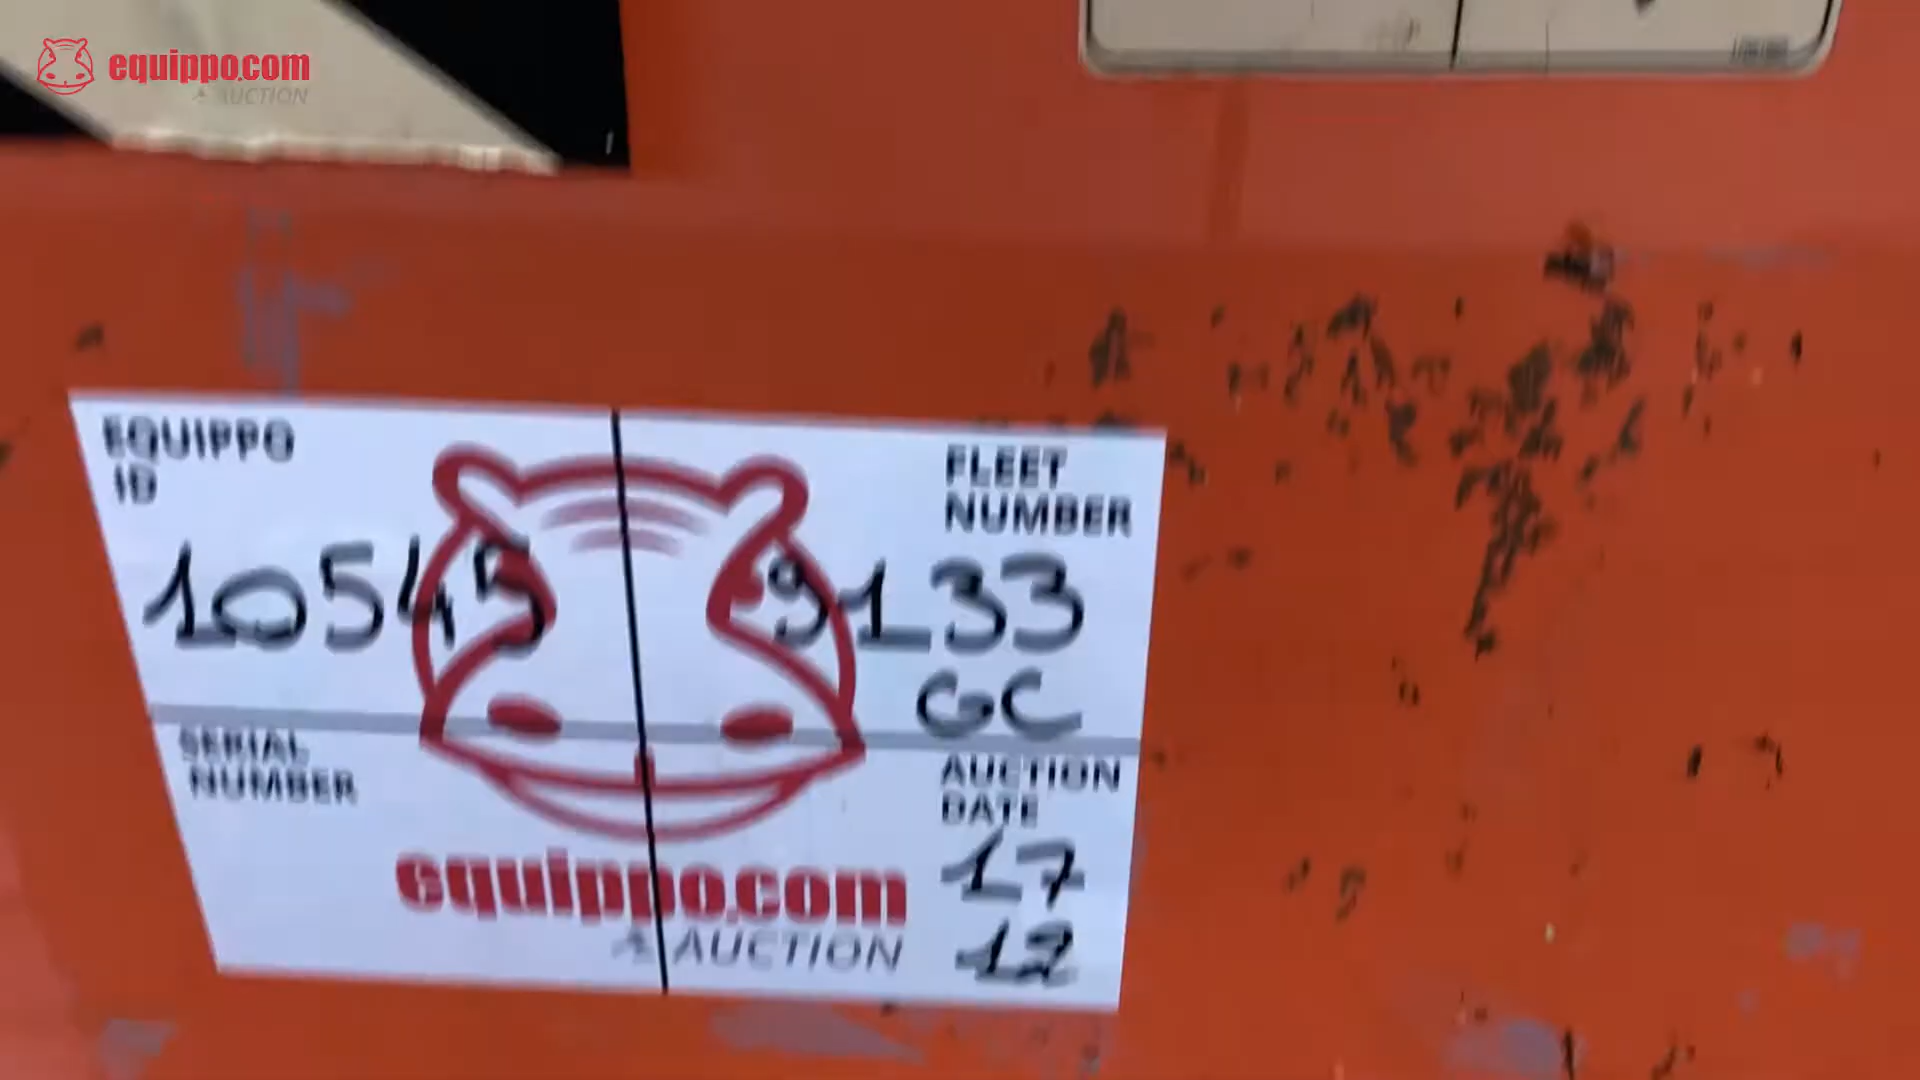 equippo.com
AUCTION
EQUIPPO
ID
10545
FLEET
NUMBER
9133
GC
SERIAL
NUMBER
AUCTION
DATE
17
12
equippo.com
AUCTION